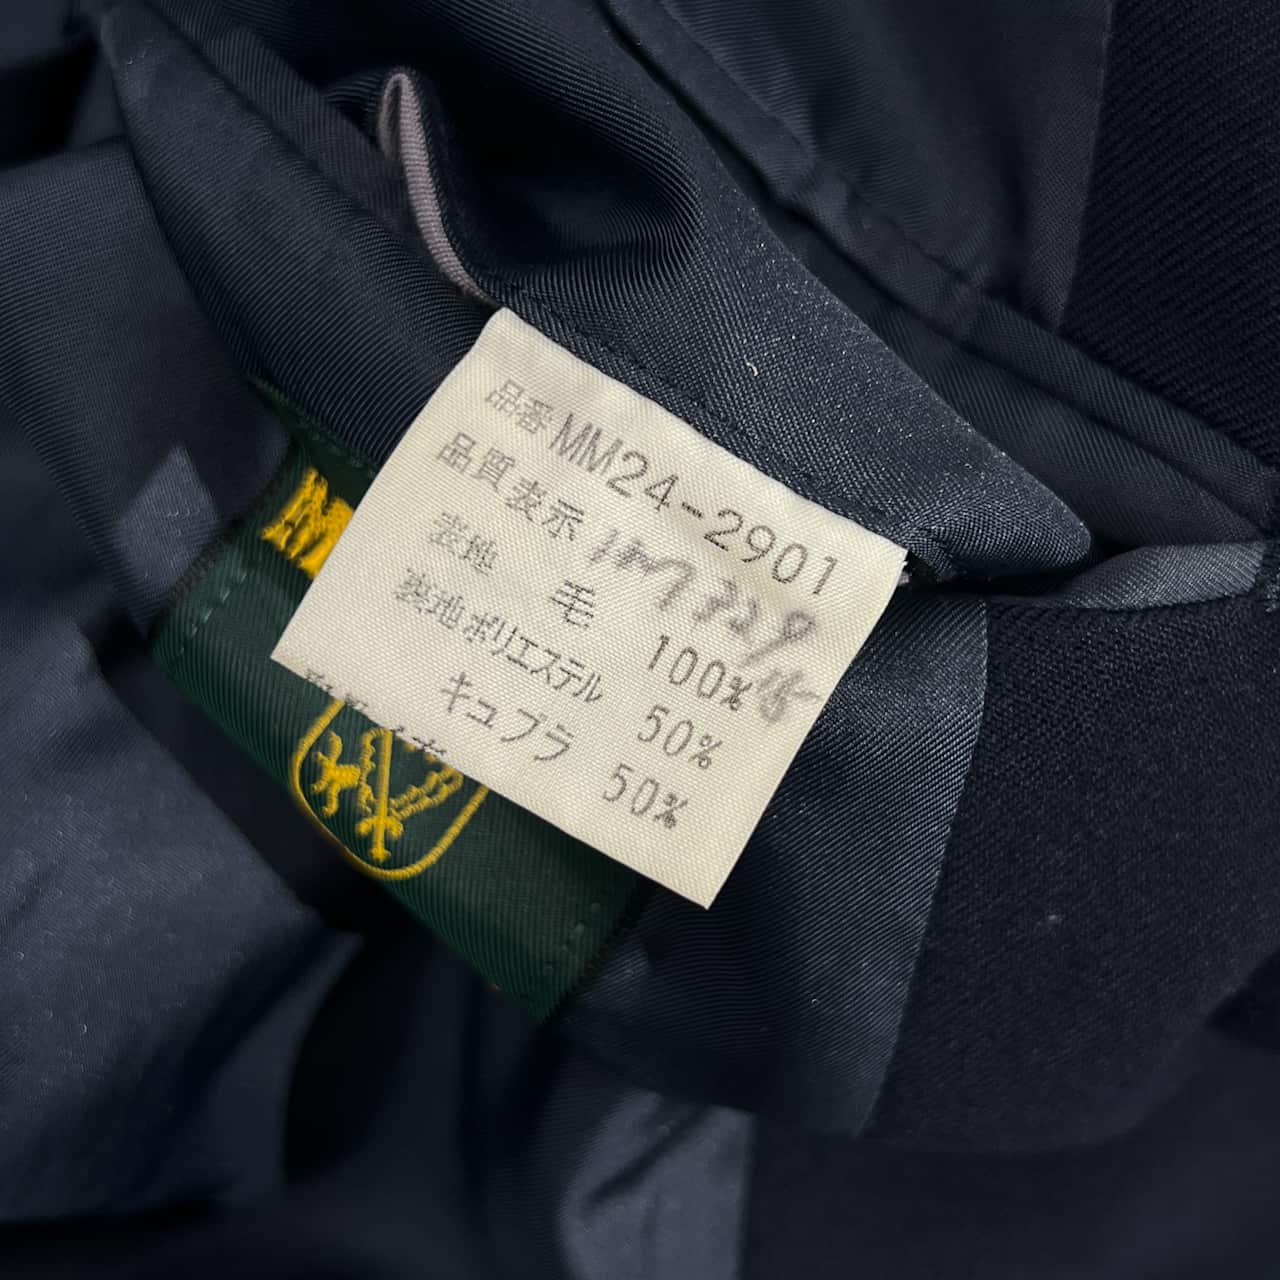 品番 MM24-2901
品質表示
表地 毛 100%
裏地 ポリエステル 50%
キュプラ 50%